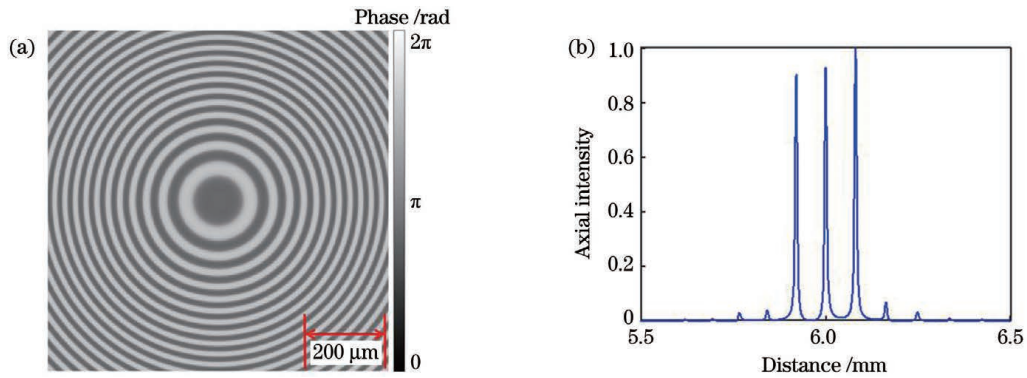 (a)
Phase /rad
2π
π
0
200 μm
(b)
Axial intensity
1.0
0.8
0.6
0.4
0.2
0
5.5
6.0
6.5
Distance /mm